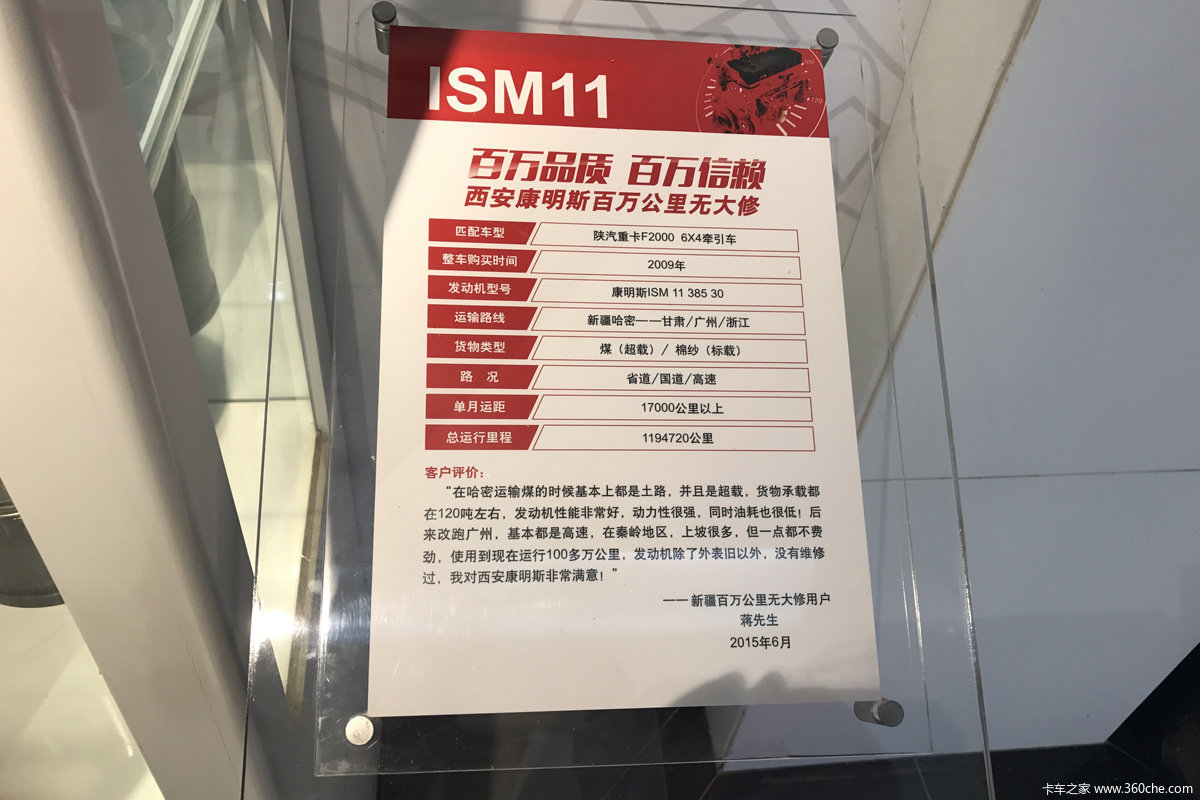 ISM11
100
120
百万品质 百万信赖
西安康明斯百万公里无大修
匹配车型 陕汽重卡F2000 6X4牵引车
整车购买时间 2009年
发动机型号 康明斯ISM 11 385 30
运输路线 新疆哈密——甘肃/广州/浙江
货物类型 煤（超载）/ 棉纱（标载）
路 况 省道/国道/高速
单月运距 17000公里以上
总运行里程 1194720公里
客户评价：
“在哈密运输煤的时候基本上都是土路，并且是超载，货物承载都
在120吨左右，发动机性能非常好，动力性很强，同时油耗也很低！后
来改跑广州，基本都是高速，在秦岭地区，上坡很多，但一点都不费
劲，使用到现在运行100多万公里，发动机除了外表旧以外，没有维修
过，我对西安康明斯非常满意！”
——新疆百万公里无大修用户
蒋先生
2015年6月
卡车之家 www.360che.com